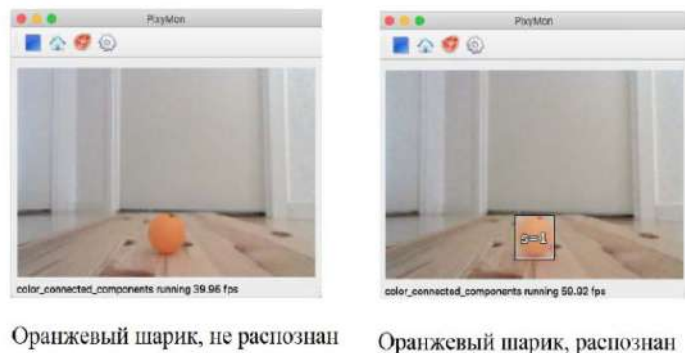 PixyMon
color_connected_components running 39.96 fps
Оранжевый шарик, не распознан
PixyMon
s=1
color_connected_components running 59.92 fps
Оранжевый шарик, распознан